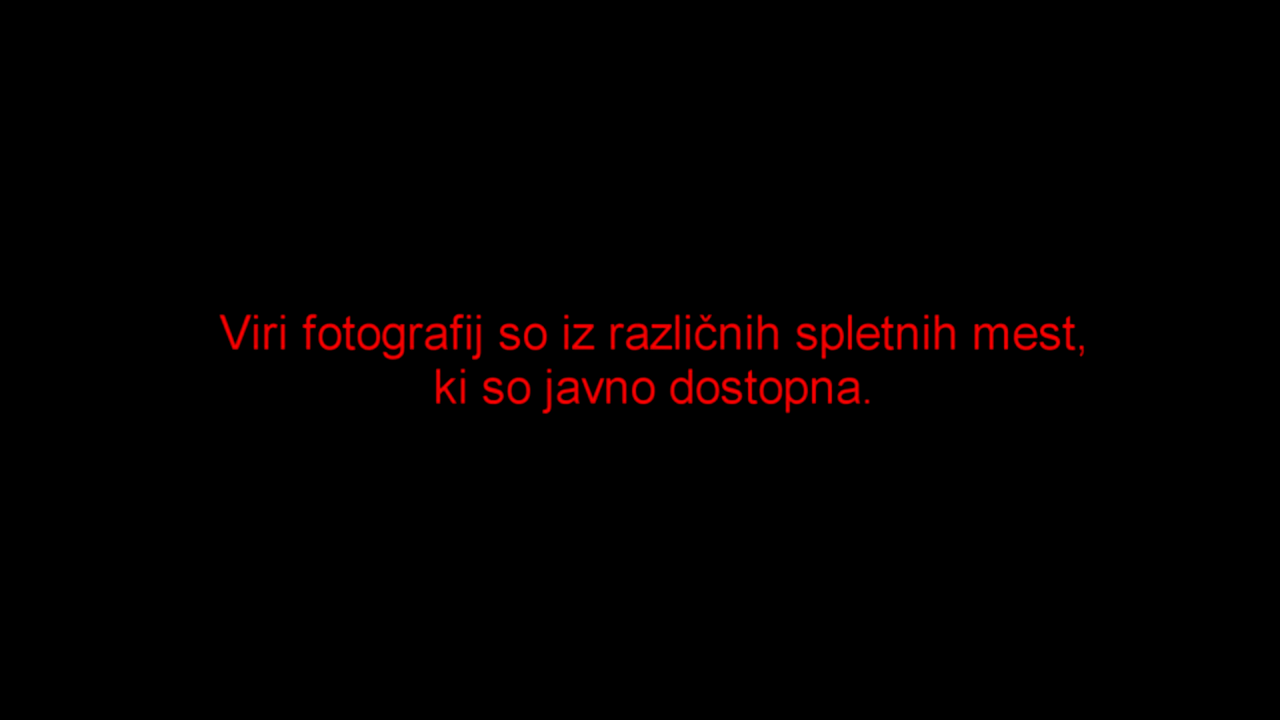 Viri fotografij so iz različnih spletnih mest,
ki so javno dostopna.